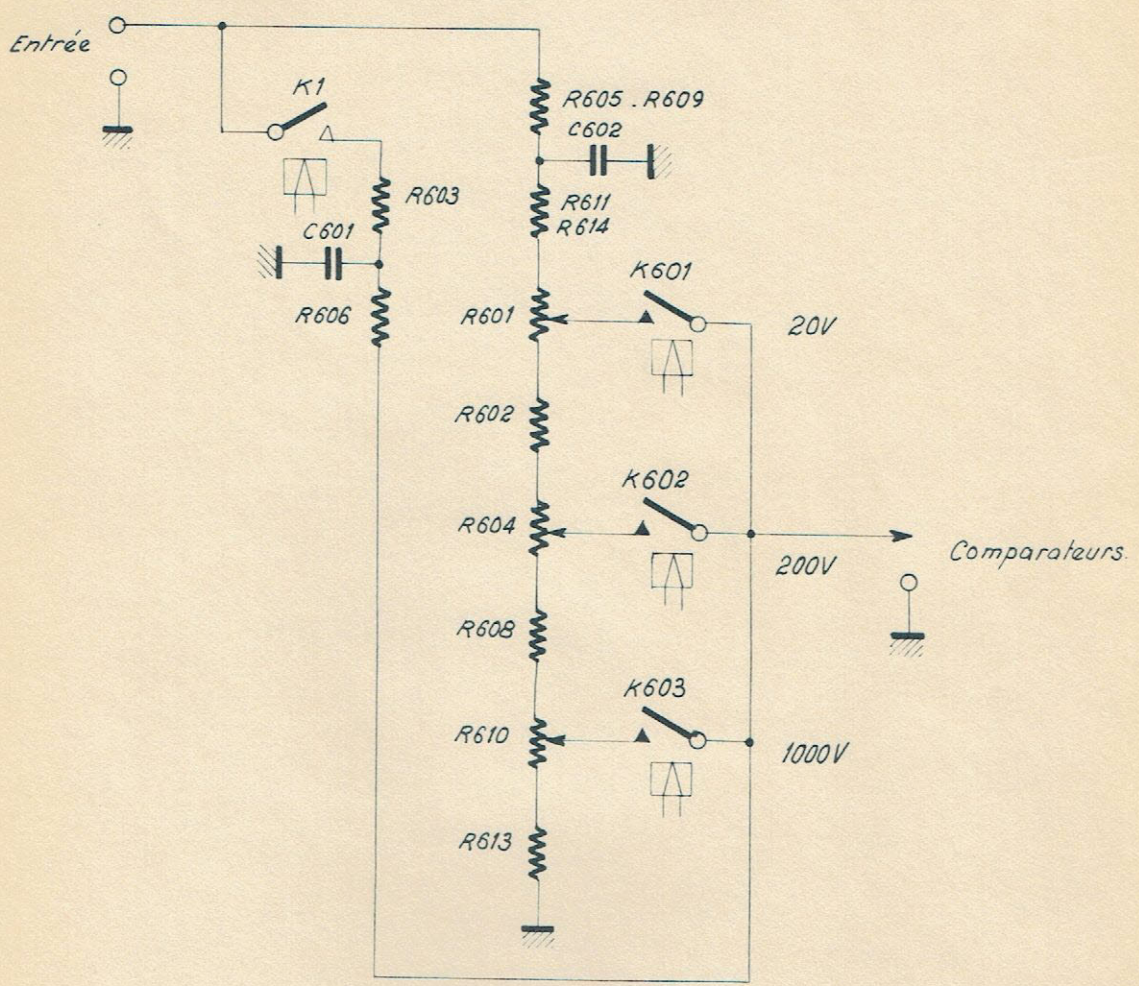 Entrée
K1
R605 . R609
C602
R603
R611
R614
C601
K601
R606
R601
20V
R602
K602
R604
200V
Comparateurs.
R608
K603
R610
1000V
R613